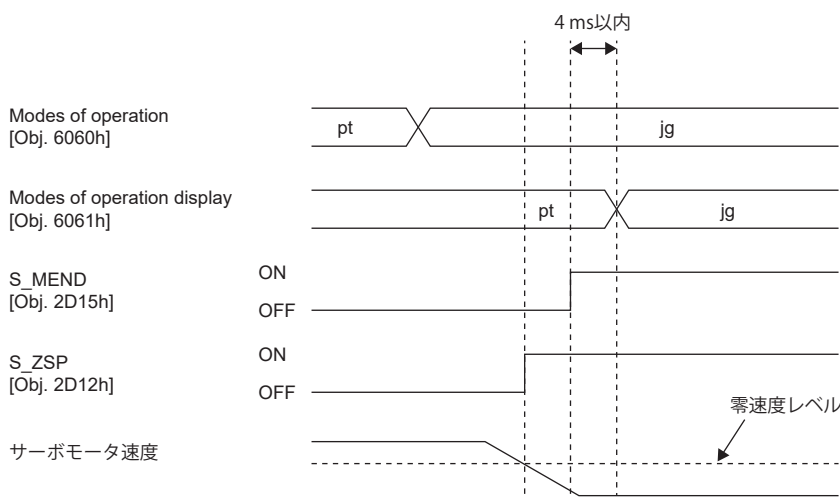 4 ms以内
Modes of operation
[Obj. 6060h]
pt
jg
Modes of operation display
[Obj. 6061h]
pt
jg
S_MEND
[Obj. 2D15h]
ON
OFF
S_ZSP
[Obj. 2D12h]
ON
OFF
零速度レベル
サーボモータ速度